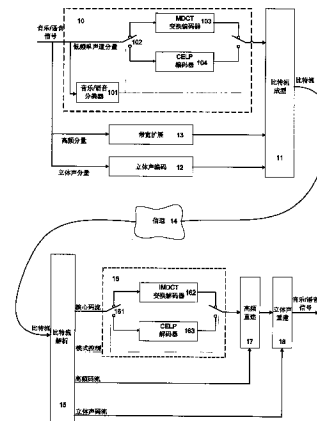 10
音乐/语音
信号
低频单声道分量
102
MDCT
变换编码器
103
CELP
编码器
104
音乐/语音
分类器
101
高频分量
带宽扩展
13
立体声分量
立体声编码
12
比特流
成型
11
比特流
信道
14
比特流
比特流
解析
15
16
核心码流
161
IMDCT
变换解码器
162
CELP
解码器
163
模式控制
高频码流
立体声码流
高频
重建
17
立体声
重建
18
音乐/语音
信号